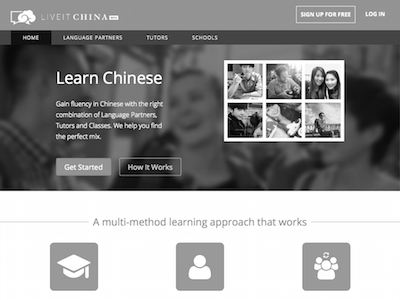 LIVEIT CHINA
SIGN UP FOR FREE
LOG IN
HOME
LANGUAGE PARTNERS
TUTORS
SCHOOLS
Learn Chinese
Gain fluency in Chinese with the right
combination of Language Partners,
Tutors and Classes. We help you find
the perfect mix.
Get Started
How It Works
A multi-method learning approach that works